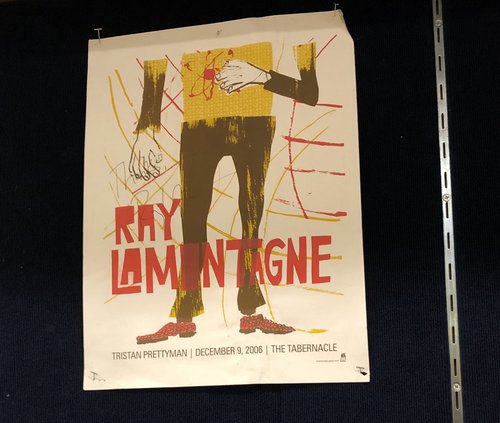 RAY
LAMONTAGNE
TRISTAN PRETTYMAN | DECEMBER 9, 2006 | THE TABERNACLE